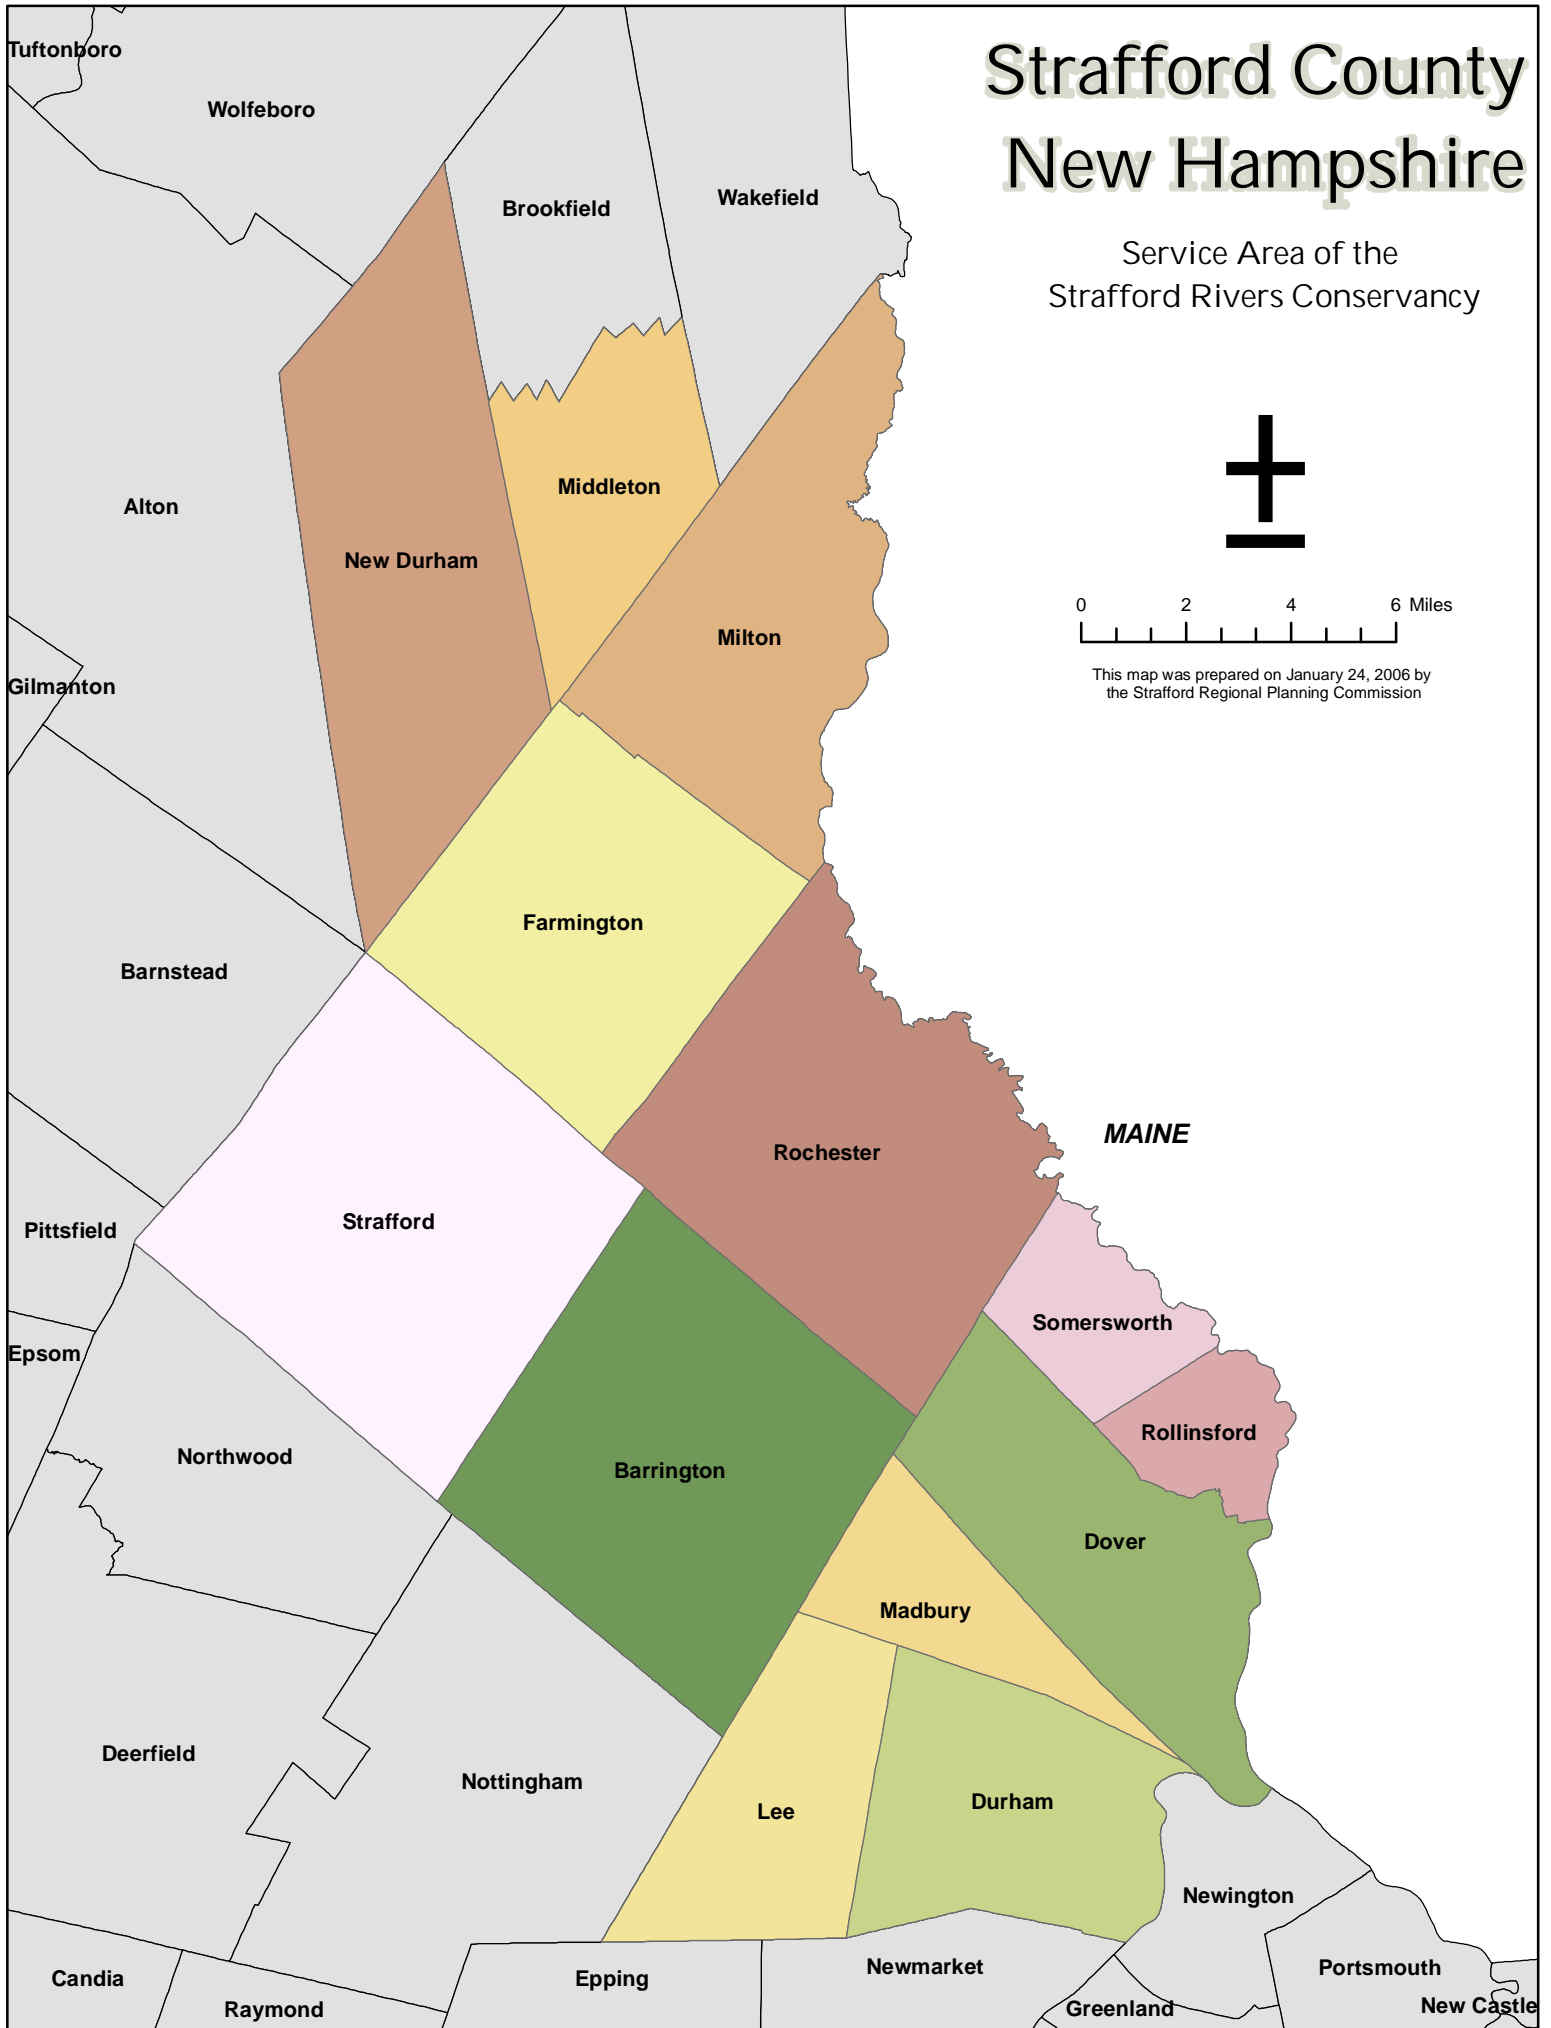 Strafford County
New Hampshire
Service Area of the
Strafford Rivers Conservancy
±
0 2 4 6 Miles
This map was prepared on January 24, 2006 by
the Strafford Regional Planning Commission
Tuftonboro
Wolfeboro
Brookfield
Wakefield
Alton
Middleton
New Durham
Milton
Gilmanton
Farmington
Barnstead
MAINE
Rochester
Strafford
Pittsfield
Somersworth
Epsom
Rollinsford
Northwood
Barrington
Dover
Madbury
Deerfield
Nottingham
Lee
Durham
Newington
Newmarket
Portsmouth
Candia
Epping
Raymond
Greenland
New Castle